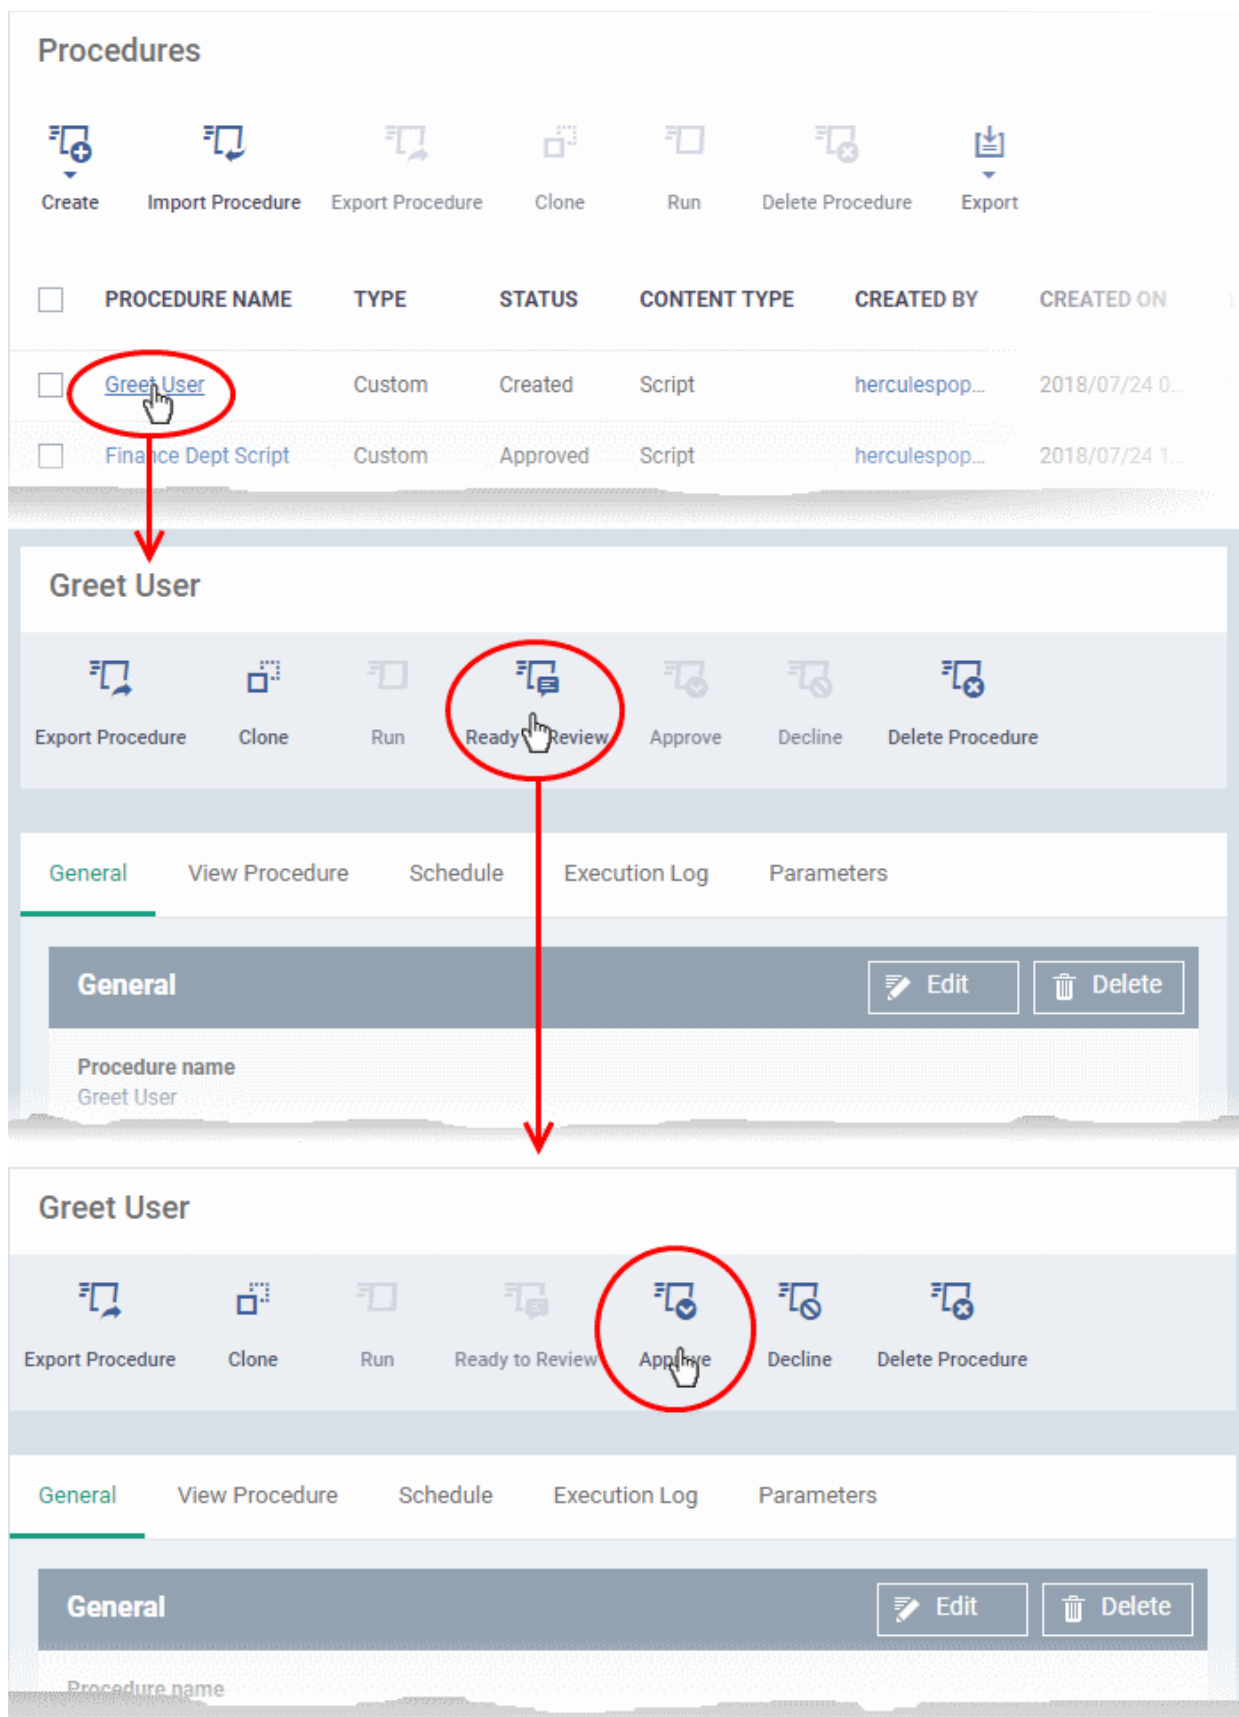 Procedures
Create Import Procedure Export Procedure Clone Run Delete Procedure Export
PROCEDURE NAME TYPE STATUS CONTENT TYPE CREATED BY CREATED ON
Greet User Custom Created Script herculespop... 2018/07/24 0...
Finance Dept Script Custom Approved Script herculespop... 2018/07/24 1...
Greet User
Export Procedure Clone Run Ready Review Approve Decline Delete Procedure
General View Procedure Schedule Execution Log Parameters
General Edit Delete
Procedure name
Greet User
Greet User
Export Procedure Clone Run Ready to Review Approve Decline Delete Procedure
General View Procedure Schedule Execution Log Parameters
General Edit Delete
Procedure name